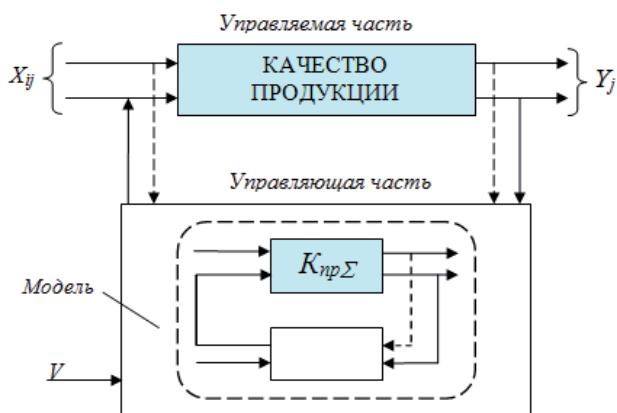 Управляемая часть
X_ij
КАЧЕСТВО
ПРОДУКЦИИ
Y_j
Управляющая часть
K_прΣ
Модель
V